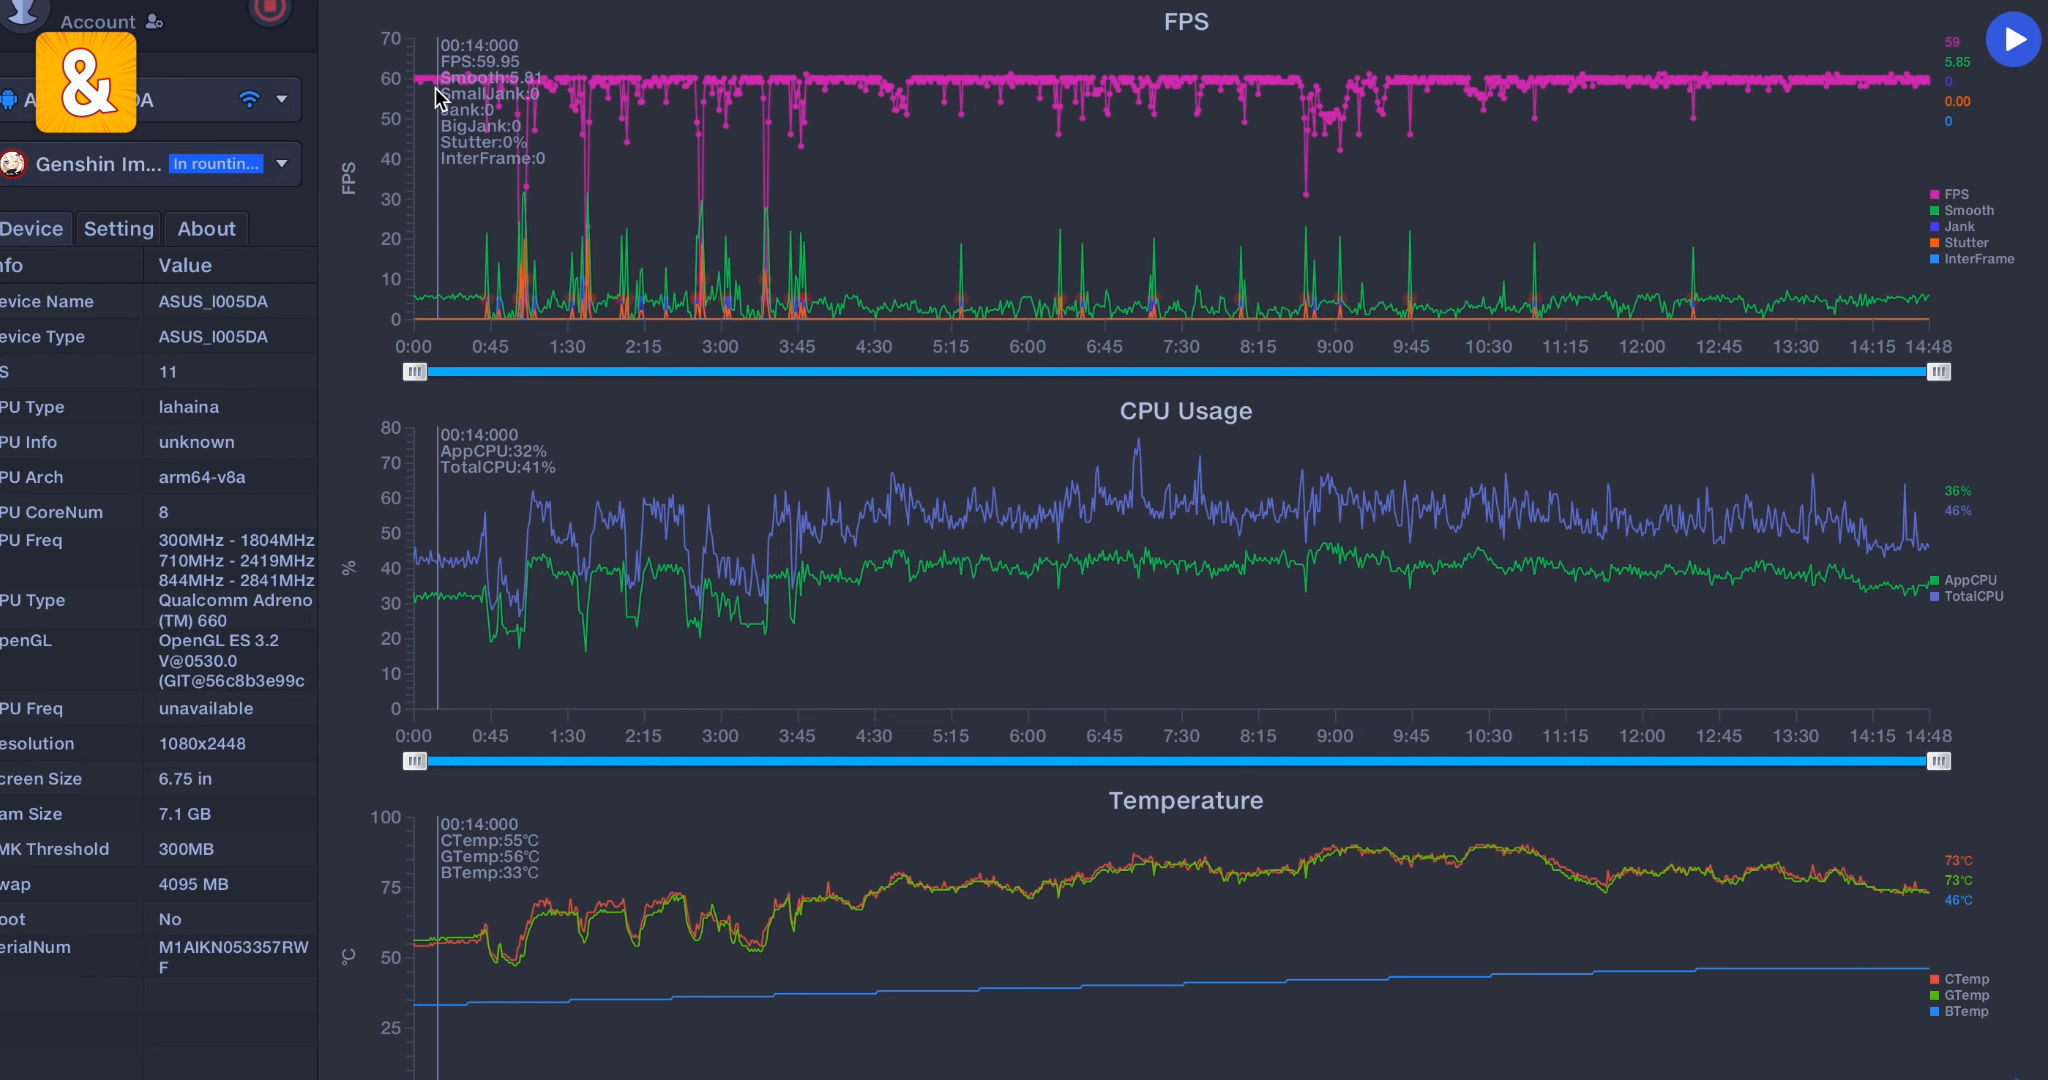 Account
&
A
DA
Genshin Im... In rountin...
Device Setting About
nfo Value
evice Name ASUS_I005DA
evice Type ASUS_I005DA
S 11
PU Type lahaina
PU Info unknown
PU Arch arm64-v8a
PU CoreNum 8
PU Freq 300MHz - 1804MHz
710MHz - 2419MHz
844MHz - 2841MHz
PU Type Qualcomm Adreno
(TM) 660
penGL OpenGL ES 3.2
V@0530.0
(GIT@56c8b3e99c
PU Freq unavailable
esolution 1080x2448
creen Size 6.75 in
am Size 7.1 GB
MK Threshold 300MB
wap 4095 MB
oot No
erialNum M1AIKN053357RW
F
FPS
FPS
70
60
50
40
30
20
10
0
00:14:000
FPS:59.95
Smooth:5.81
SmallJank:0
Jank:0
BigJank:0
Stutter:0%
InterFrame:0
59
5.85
0
0.00
0
FPS
Smooth
Jank
Stutter
InterFrame
0:00 0:45 1:30 2:15 3:00 3:45 4:30 5:15 6:00 6:45 7:30 8:15 9:00 9:45 10:30 11:15 12:00 12:45 13:30 14:15 14:48
CPU Usage
%
80
70
60
50
40
30
20
10
0
00:14:000
AppCPU:32%
TotalCPU:41%
36%
46%
AppCPU
TotalCPU
0:00 0:45 1:30 2:15 3:00 3:45 4:30 5:15 6:00 6:45 7:30 8:15 9:00 9:45 10:30 11:15 12:00 12:45 13:30 14:15 14:48
Temperature
°C
100
75
50
25
00:14:000
CTemp:55°C
GTemp:56°C
BTemp:33°C
73°C
73°C
46°C
CTemp
GTemp
BTemp